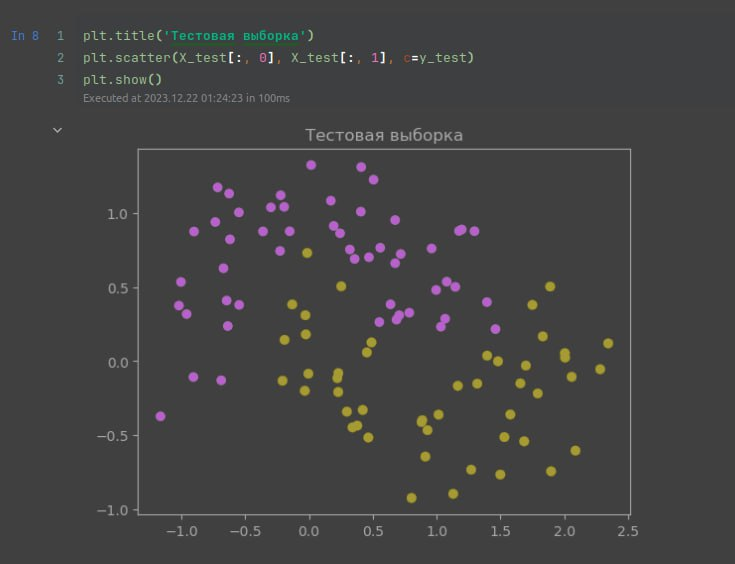 In 8 1 plt.title('Тестовая выборка')
2 plt.scatter(X_test[:, 0], X_test[:, 1], c=y_test)
3 plt.show()
Executed at 2023.12.22 01:24:23 in 100ms
Тестовая выборка
1.0
0.5
0.0
−0.5
−1.0
−1.0 −0.5 0.0 0.5 1.0 1.5 2.0 2.5